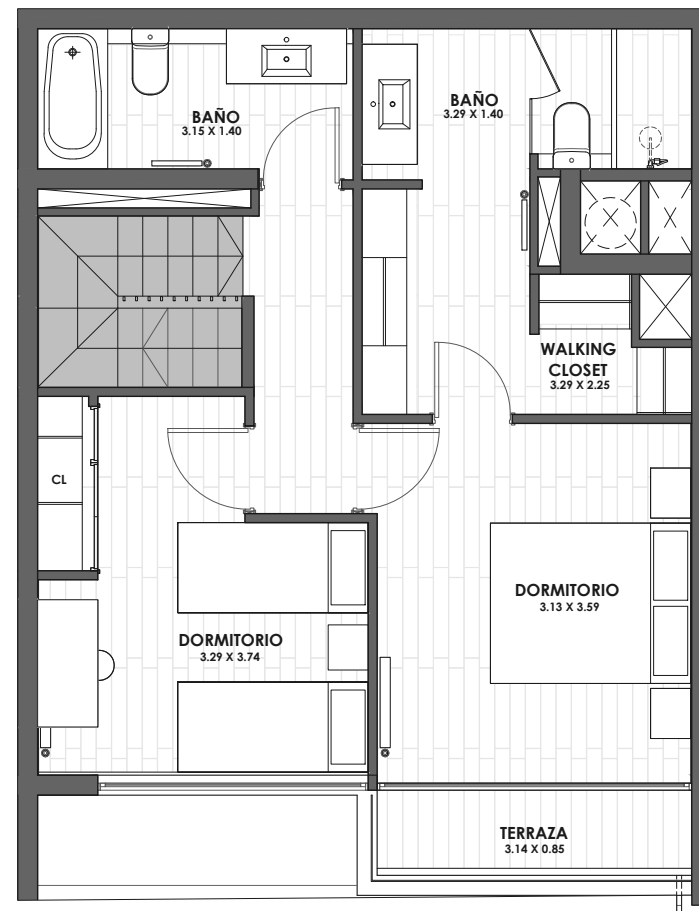 BAÑO
3.15 X 1.40
BAÑO
3.29 X 1.40
WALKING
CLOSET
3.29 X 2.25
CL
DORMITORIO
3.13 X 3.59
DORMITORIO
3.29 X 3.74
TERRAZA
3.14 X 0.85